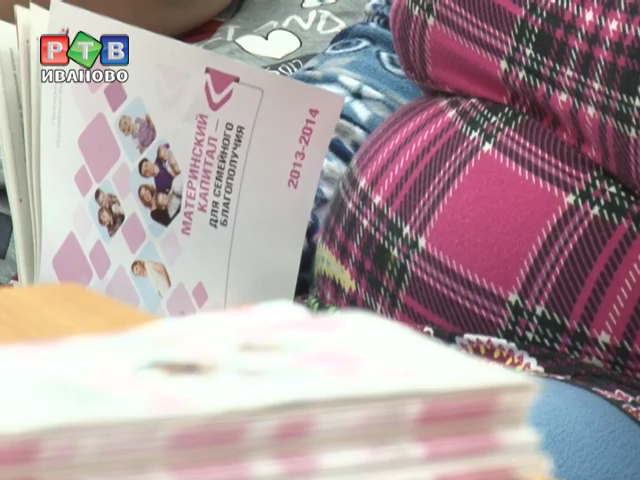 РТВ
ИВАНОВО
МАТЕРИНСКИЙ
КАПИТАЛ —
ДЛЯ СЕМЕЙНОГО
БЛАГОПОЛУЧИЯ
2013-2014